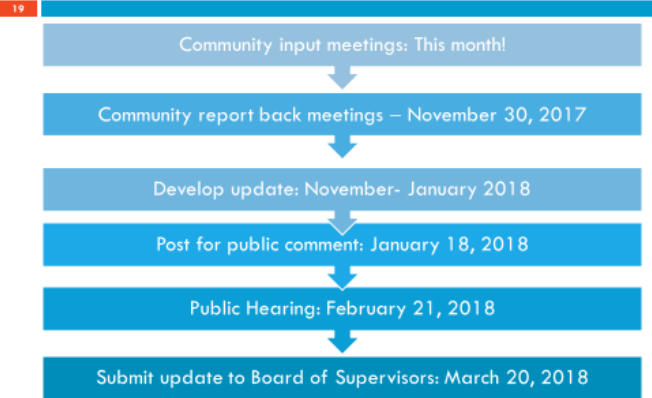 19
Community input meetings: This month!
Community report back meetings – November 30, 2017
Develop update: November- January 2018
Post for public comment: January 18, 2018
Public Hearing: February 21, 2018
Submit update to Board of Supervisors: March 20, 2018